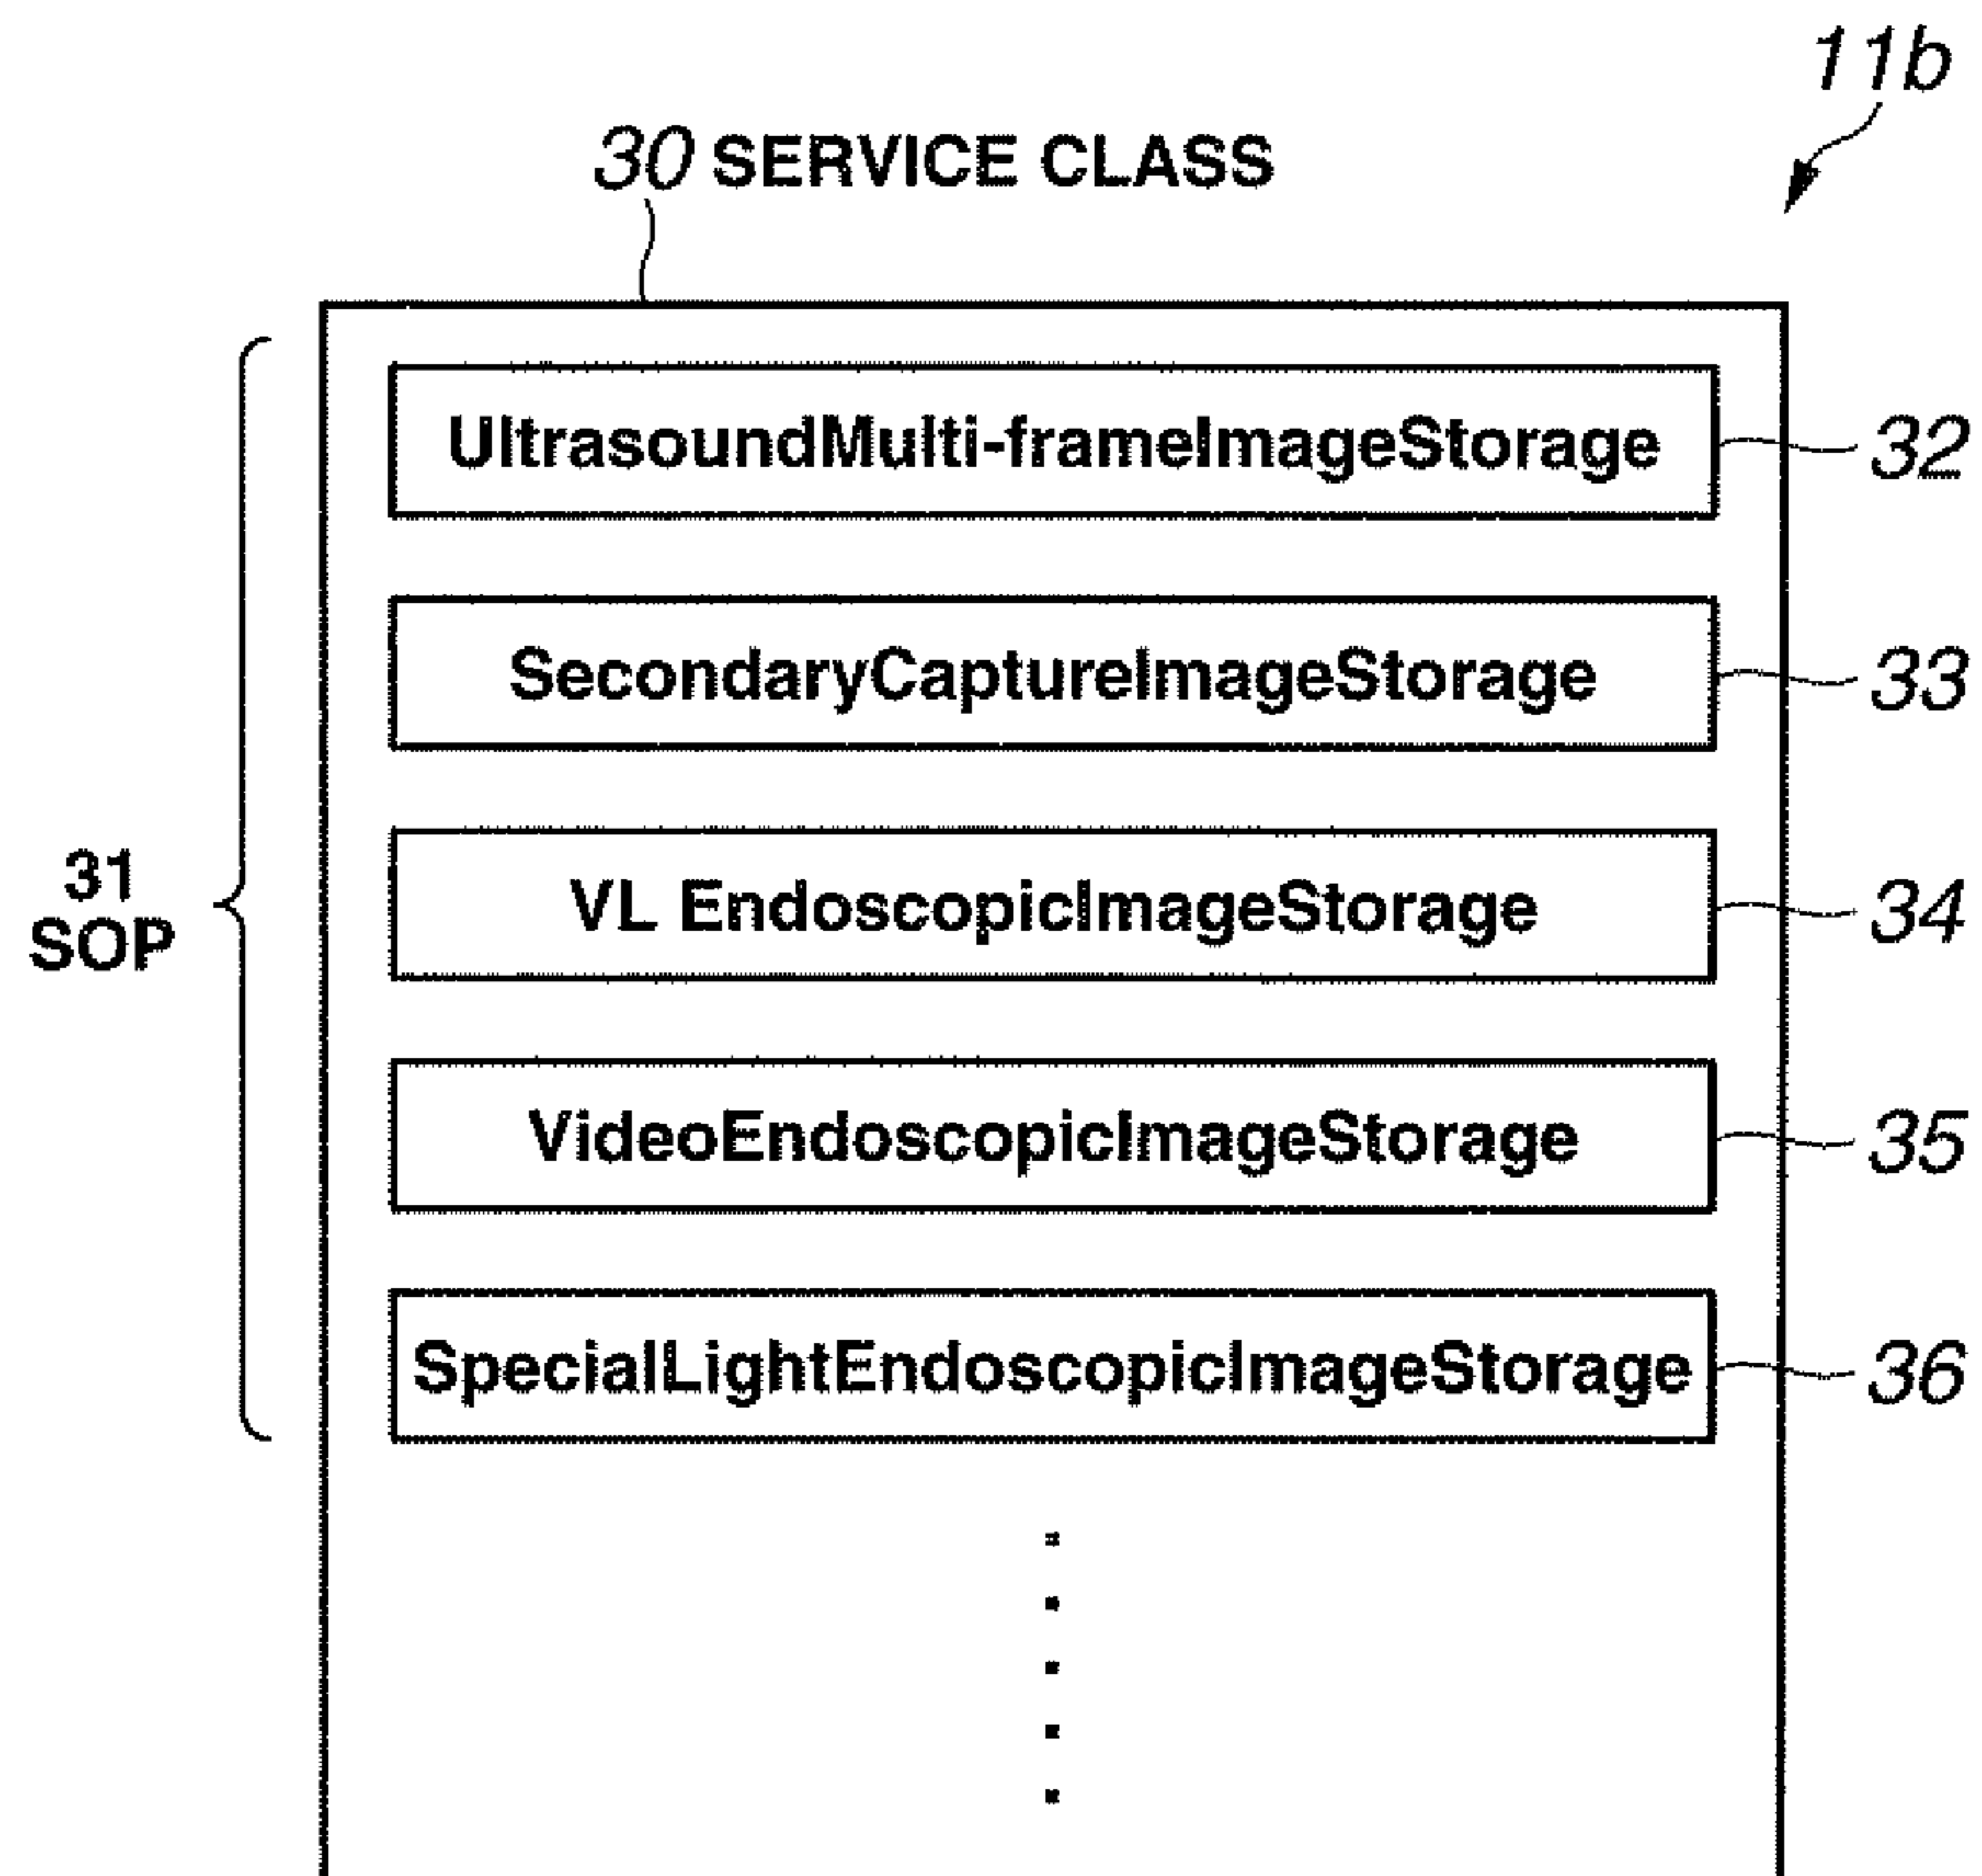 11b
30 SERVICE CLASS
UltrasoundMulti-frameImageStorage 32
SecondaryCaptureImageStorage 33
31
SOP
VL EndoscopicImageStorage 34
VideoEndoscopicImageStorage 35
SpecialLightEndoscopicImageStorage 36